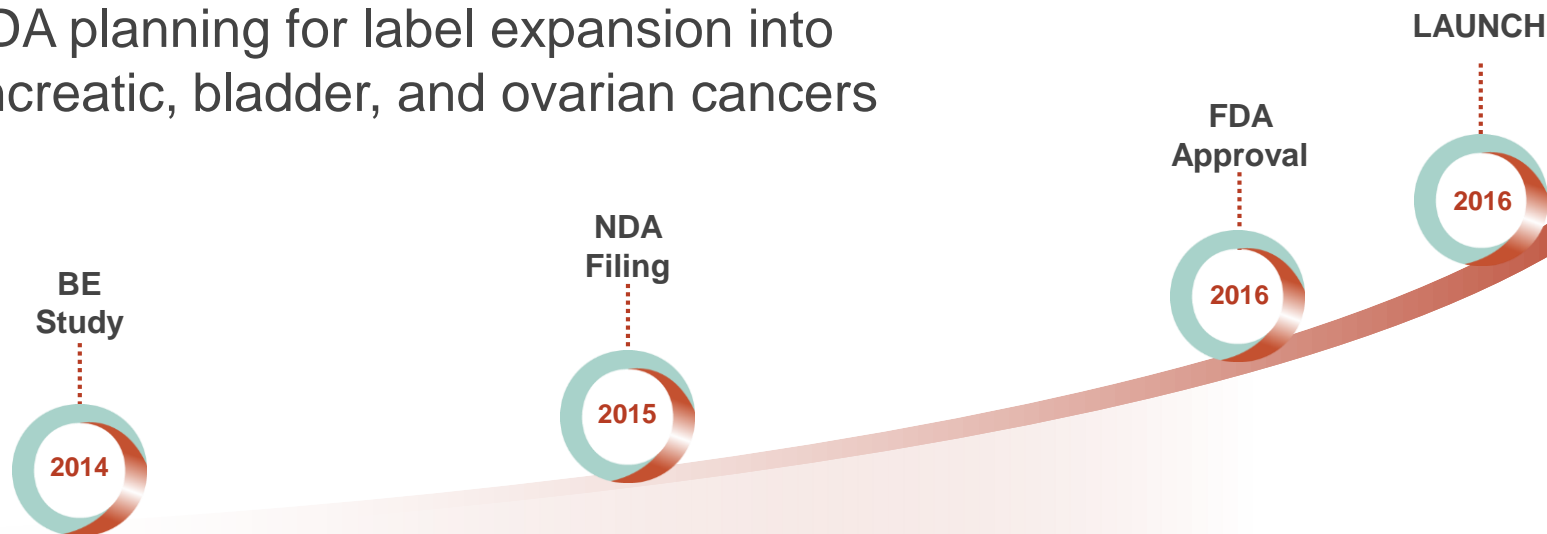 DA planning for label expansion into
ncreatic, bladder, and ovarian cancers
LAUNCH
FDA
Approval
2016
2016
NDA
Filing
2015
BE
Study
2014